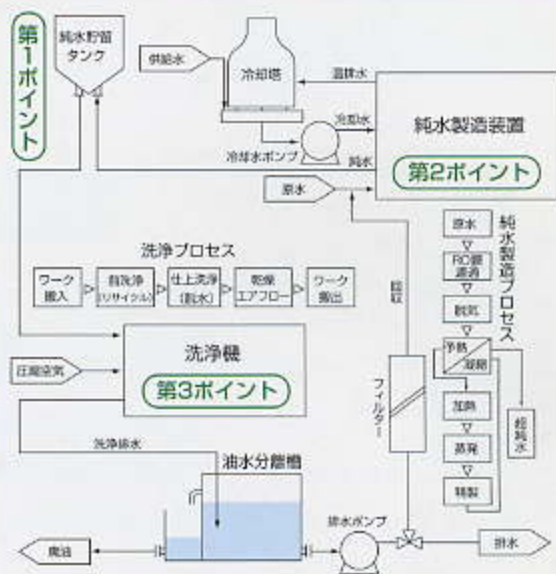 第1ポイント
純水貯留
タンク
供給水
冷却塔
温排水
冷却水
冷却水ポンプ
純水
純水製造装置
第2ポイント
原水
洗浄プロセス
ワーク
搬入
前洗浄
(リサイクル)
仕上洗浄
(脱水)
乾燥
エアフロー
ワーク
搬出
洗浄機
第3ポイント
圧縮空気
洗浄排水
油水分離槽
廃油
排水ポンプ
排水
回収
フィルター
純水製造プロセス
原水
RO膜
濾過
脱気
予熱
凝縮
加熱
蒸発
精製
超純水